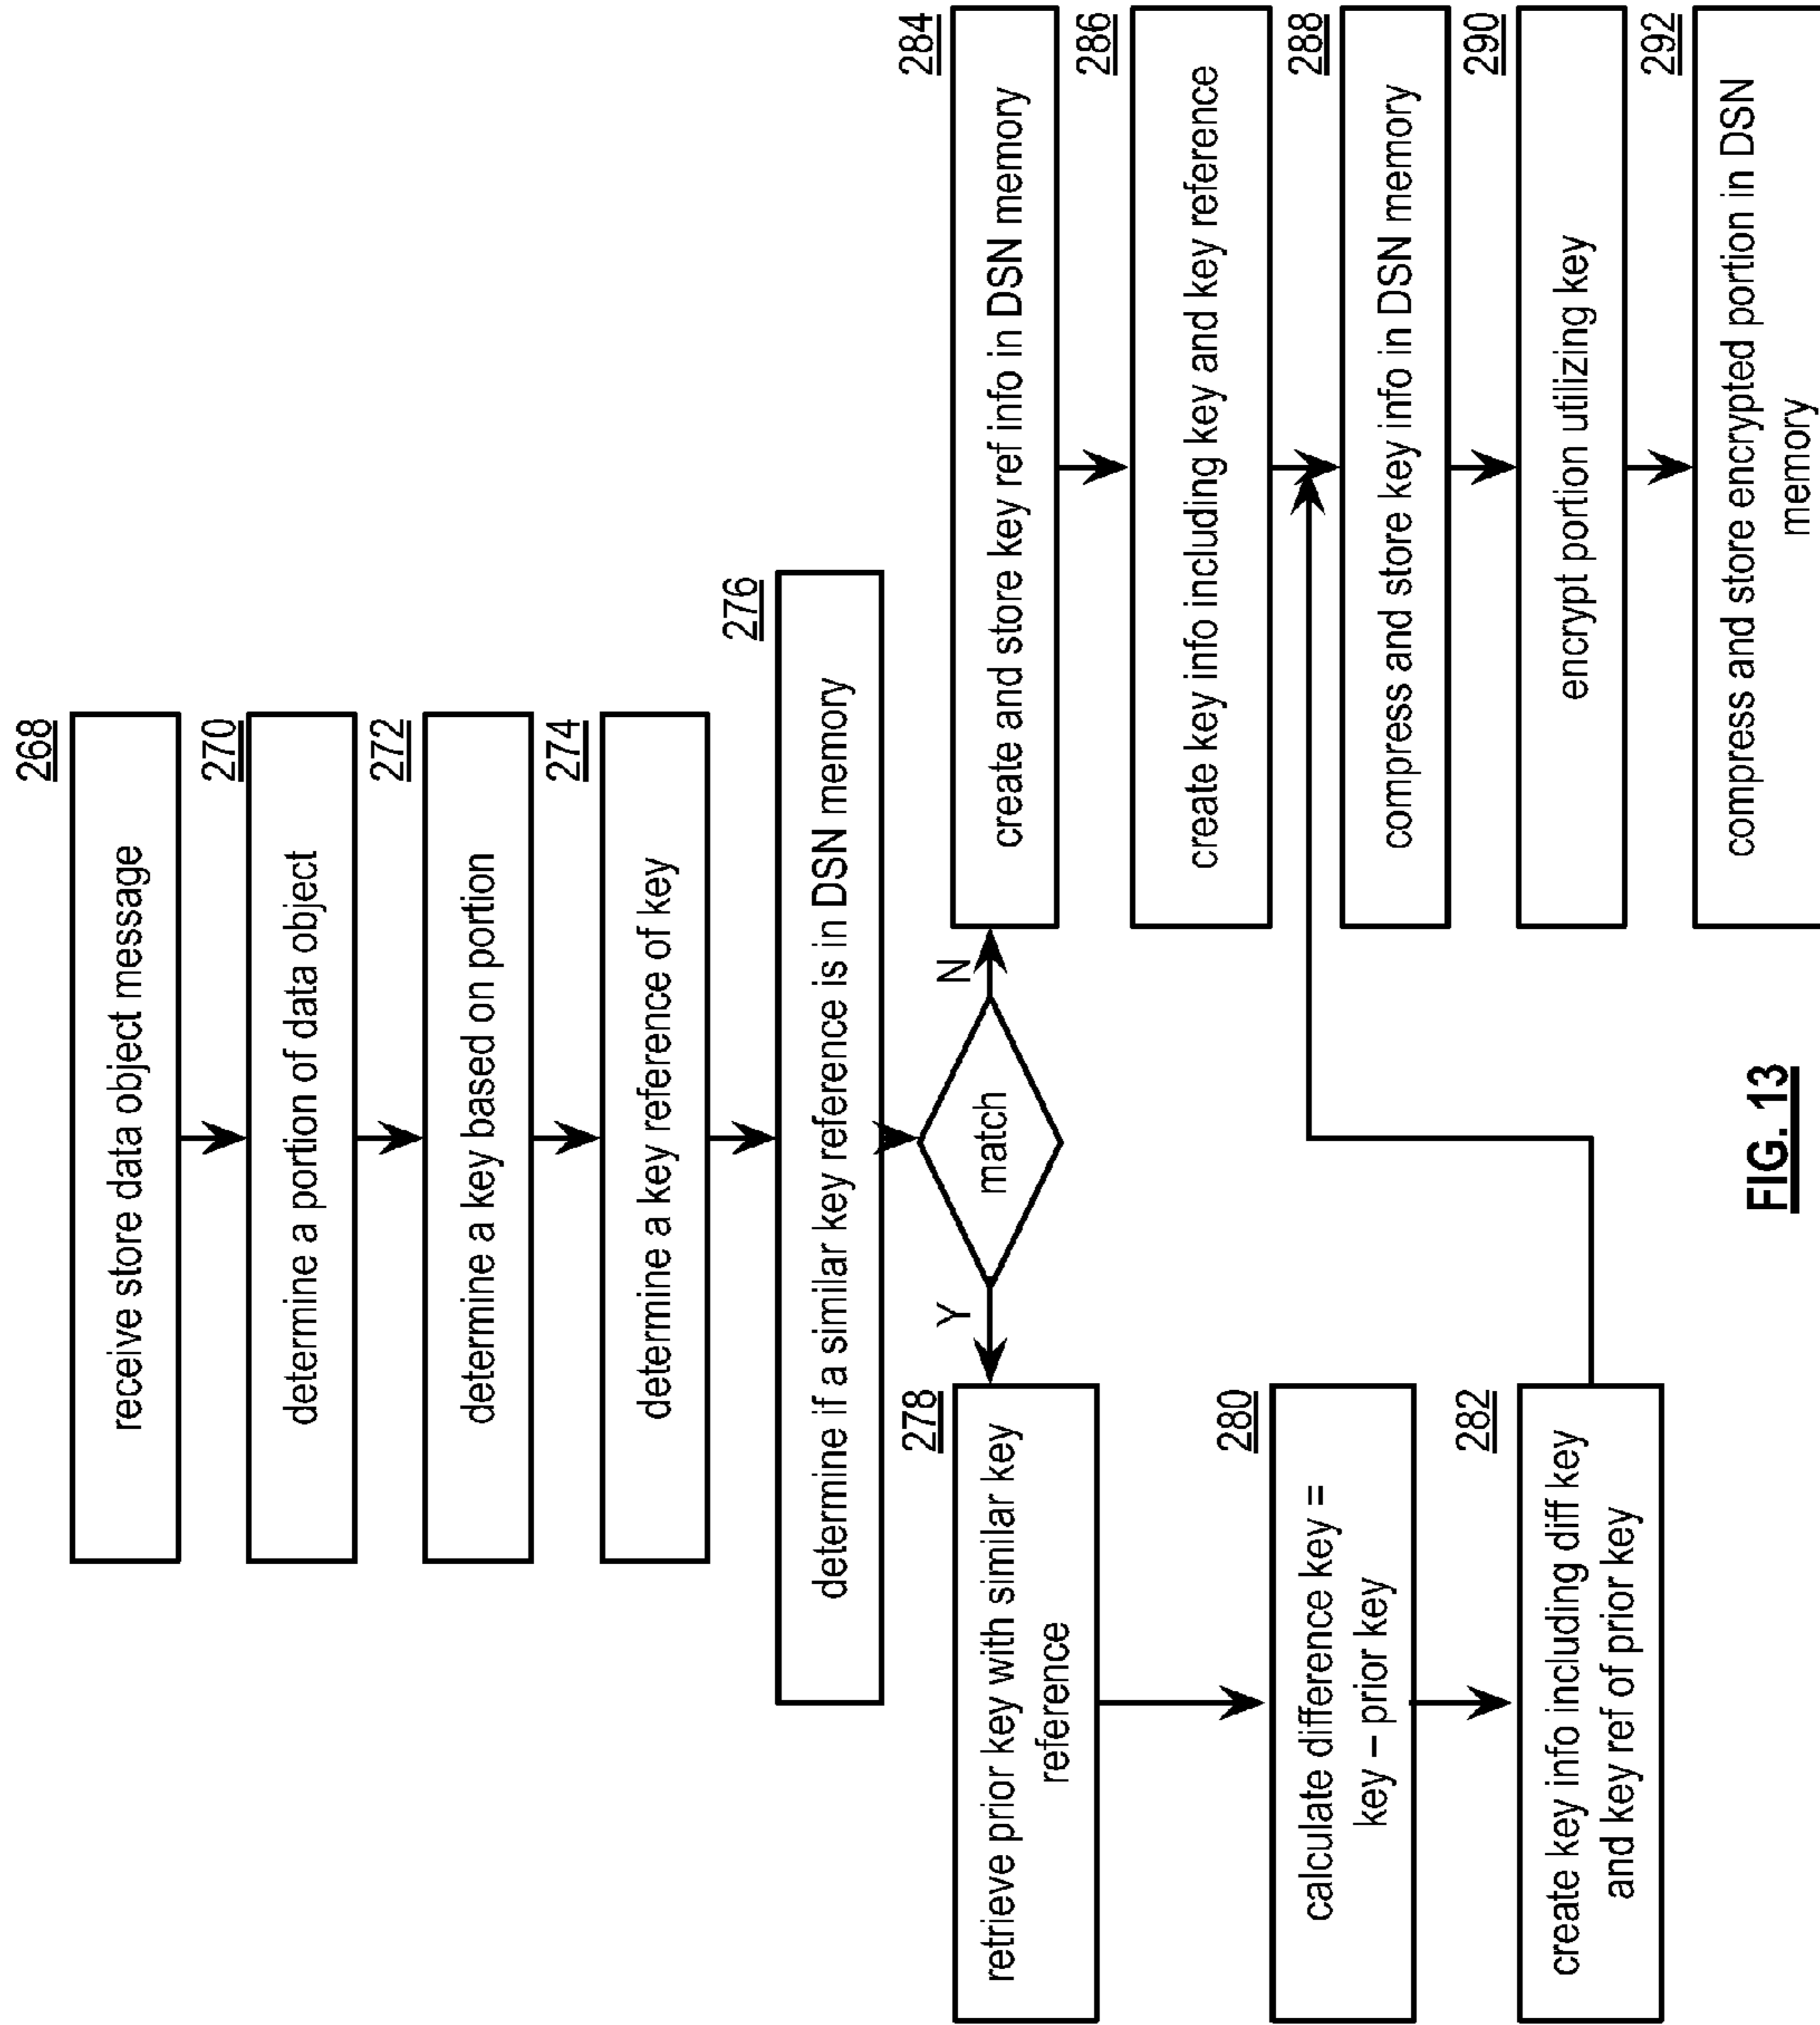 268
receive store data object message
270
determine a portion of data object
272
determine a key based on portion
274
determine a key reference of key
276
determine if a similar key reference is in DSN memory
match
Y
N
278
retrieve prior key with similar key
reference
280
calculate difference key =
key – prior key
282
create key info including diff key
and key ref of prior key
284
create and store key ref info in DSN memory
286
create key info including key and key reference
288
compress and store key info in DSN memory
290
encrypt portion utilizing key
292
compress and store encrypted portion in DSN
memory
FIG. 13